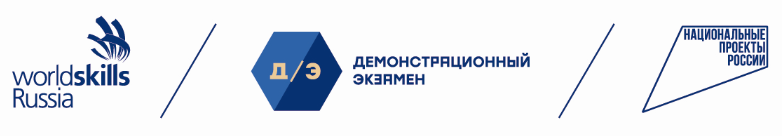 worldskills
Russia
Д/Э
ДЕМОНСТРАЦИОННЫЙ
ЭКЗАМЕН
НАЦИОНАЛЬНЫЕ
ПРОЕКТЫ
РОССИИ